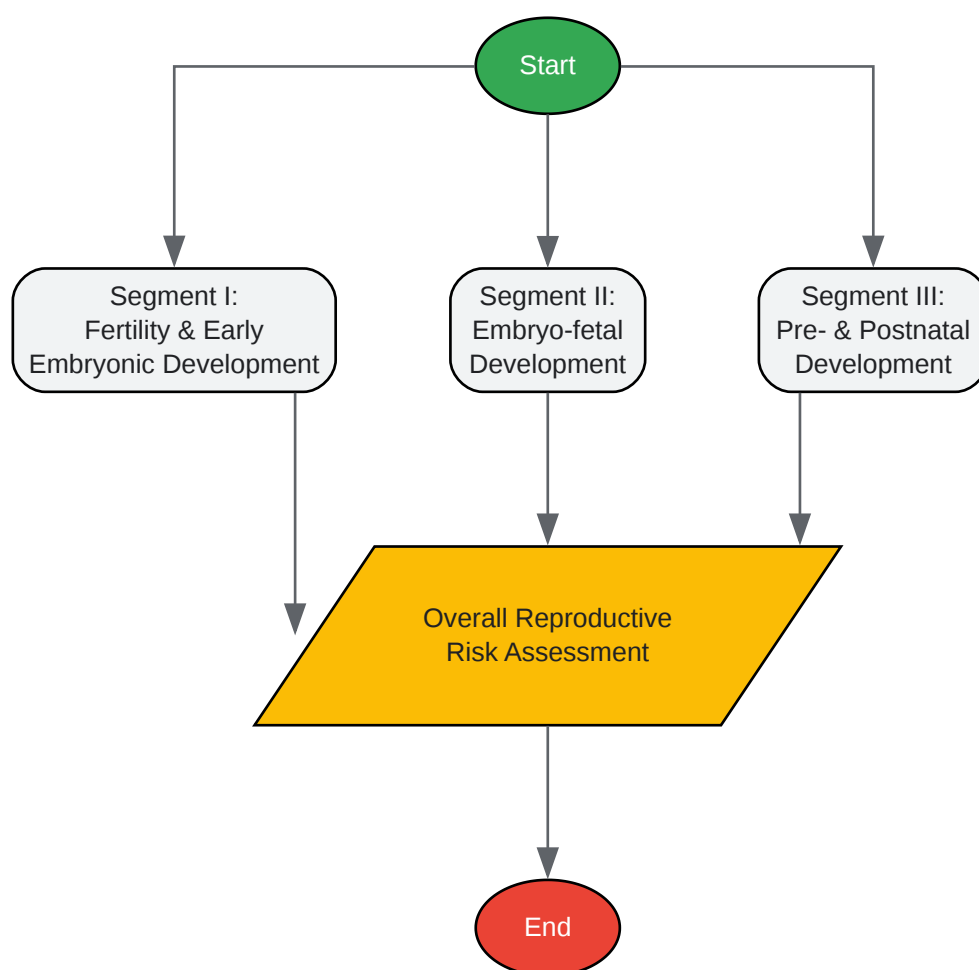 Start
Segment I:
Fertility & Early
Embryonic Development
Segment II:
Embryo-fetal
Development
Segment III:
Pre- & Postnatal
Development
Overall Reproductive
Risk Assessment
End